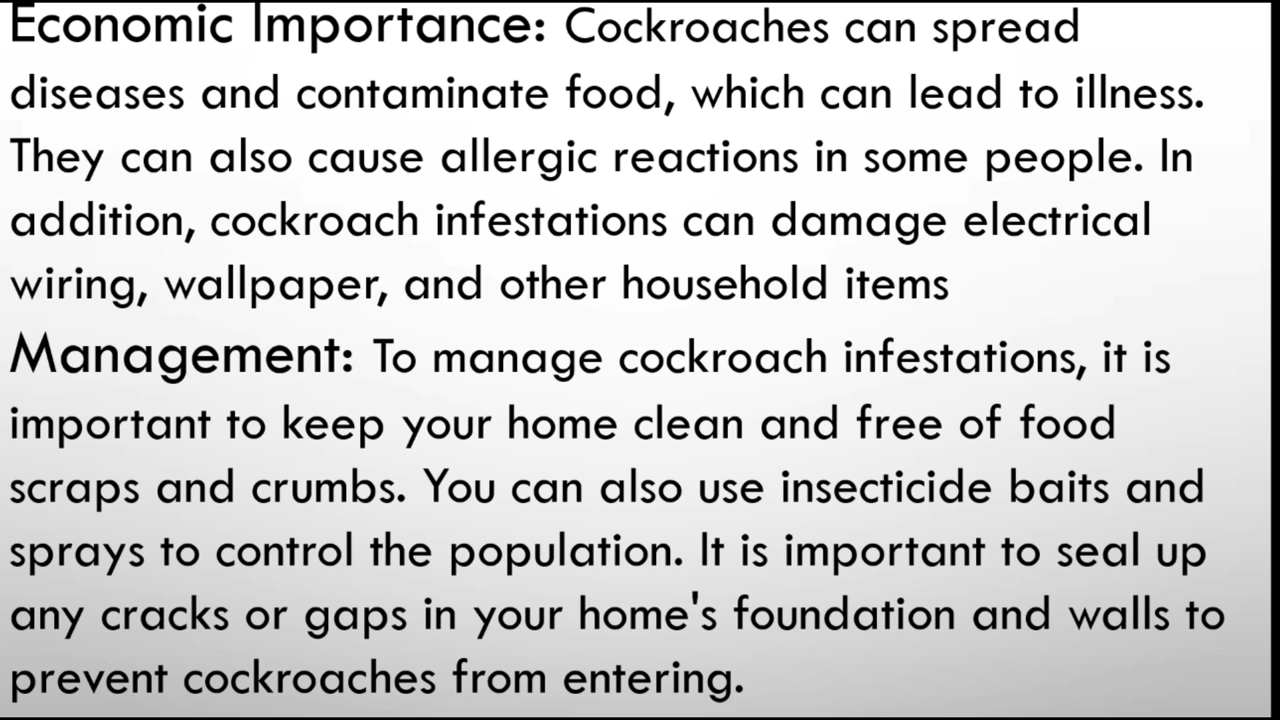 Economic Importance: Cockroaches can spread
diseases and contaminate food, which can lead to illness.
They can also cause allergic reactions in some people. In
addition, cockroach infestations can damage electrical
wiring, wallpaper, and other household items
Management: To manage cockroach infestations, it is
important to keep your home clean and free of food
scraps and crumbs. You can also use insecticide baits and
sprays to control the population. It is important to seal up
any cracks or gaps in your home's foundation and walls to
prevent cockroaches from entering.